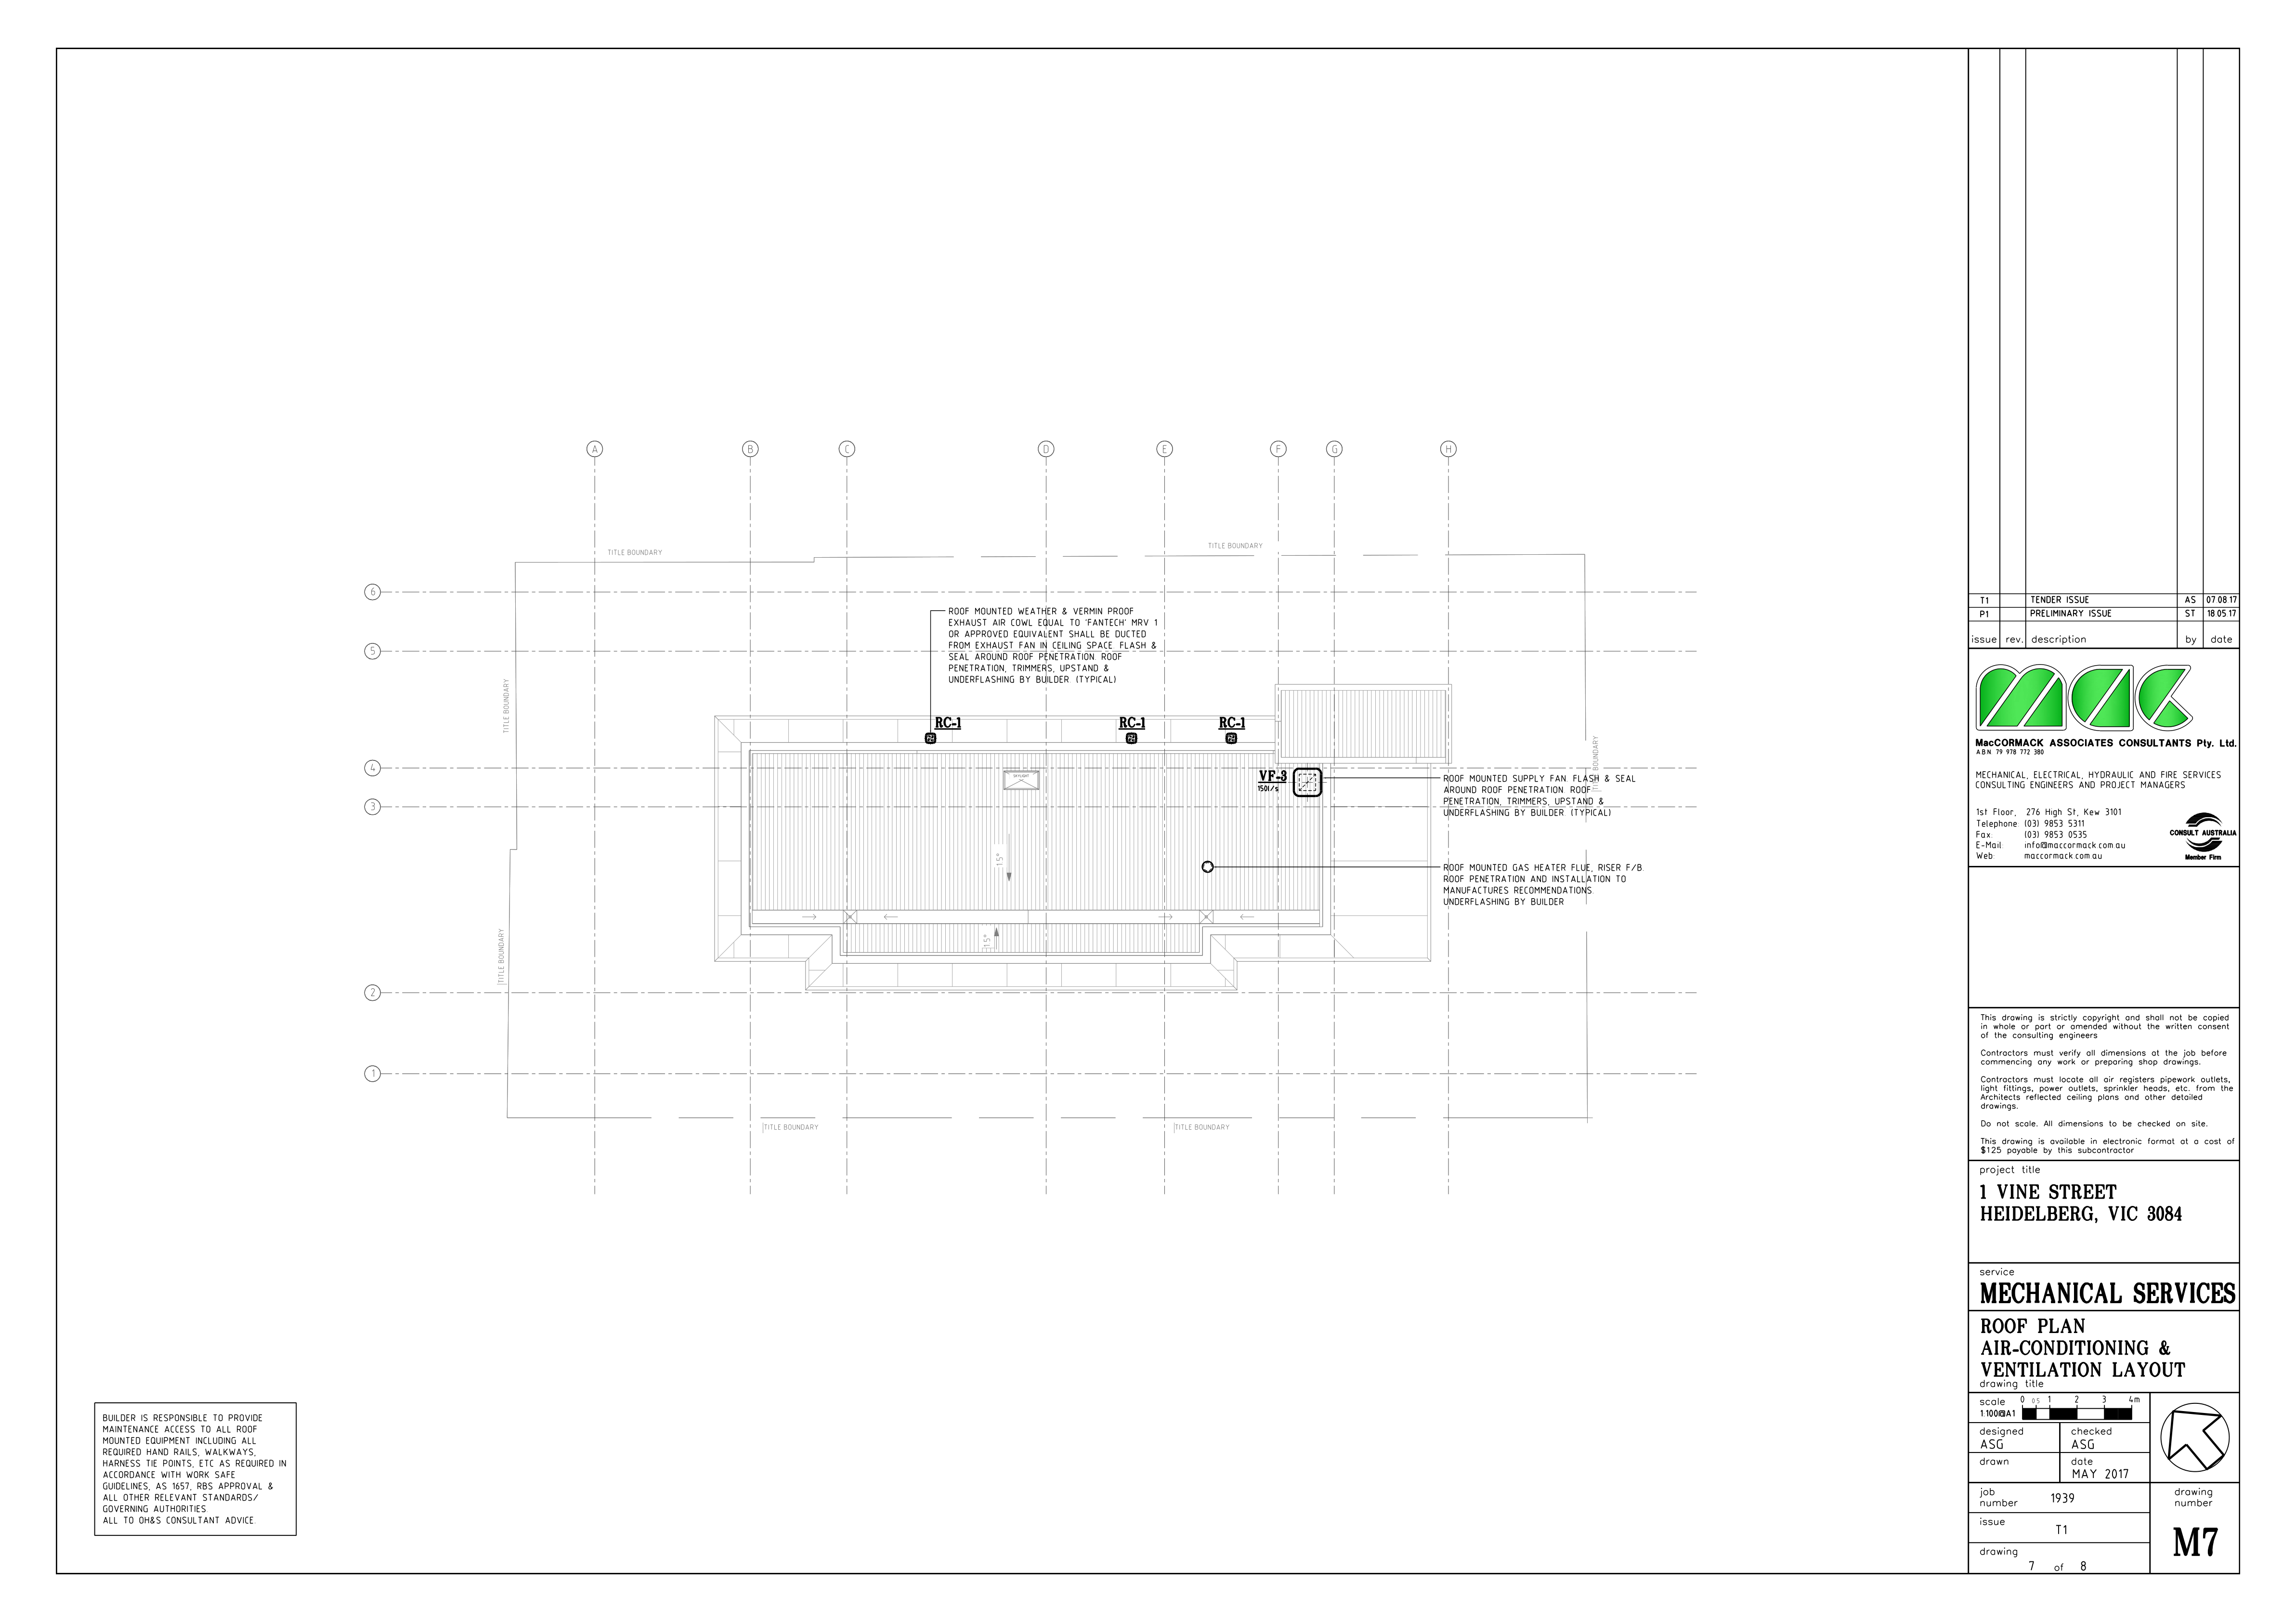 A
B
C
D
E
F
G
H
TITLE BOUNDARY
TITLE BOUNDARY
6
5
4
3
2
1
TITLE BOUNDARY
TITLE BOUNDARY
TITLE BOUNDARY
TITLE BOUNDARY
BOUNDARY
ROOF MOUNTED WEATHER & VERMIN PROOF
EXHAUST AIR COWL EQUAL TO 'FANTECH' MRV 1
OR APPROVED EQUIVALENT SHALL BE DUCTED
FROM EXHAUST FAN IN CEILING SPACE. FLASH &
SEAL AROUND ROOF PENETRATION. ROOF
PENETRATION, TRIMMERS, UPSTAND &
UNDERFLASHING BY BUILDER. (TYPICAL)
RC-1
RC-1
RC-1
SKYLIGHT
VF-3
150l/s
ROOF MOUNTED SUPPLY FAN. FLASH & SEAL
AROUND ROOF PENETRATION. ROOF
PENETRATION, TRIMMERS, UPSTAND &
UNDERFLASHING BY BUILDER. (TYPICAL)
15°
15°
ROOF MOUNTED GAS HEATER FLUE, RISER F/B.
ROOF PENETRATION AND INSTALLATION TO
MANUFACTURES RECOMMENDATIONS.
UNDERFLASHING BY BUILDER
BUILDER IS RESPONSIBLE TO PROVIDE
MAINTENANCE ACCESS TO ALL ROOF
MOUNTED EQUIPMENT INCLUDING ALL
REQUIRED HAND RAILS, WALKWAYS,
HARNESS TIE POINTS, ETC AS REQUIRED IN
ACCORDANCE WITH WORK SAFE
GUIDELINES, AS 1657, RBS APPROVAL &
ALL OTHER RELEVANT STANDARDS/
GOVERNING AUTHORITIES.
ALL TO OH&S CONSULTANT ADVICE.
T1 TENDER ISSUE AS 07.08.17
P1 PRELIMINARY ISSUE ST 18.05.17
issue rev. description by date
mac
MacCORMACK ASSOCIATES CONSULTANTS Pty. Ltd.
A.B.N. 79 978 772 380
MECHANICAL, ELECTRICAL, HYDRAULIC AND FIRE SERVICES
CONSULTING ENGINEERS AND PROJECT MANAGERS
1st Floor, 276 High St, Kew 3101
Telephone: (03) 9853 5311
Fax: (03) 9853 0535
E-Mail: info@maccormack.com.au
Web: maccormack.com.au
CONSULT AUSTRALIA
Member Firm
This drawing is strictly copyright and shall not be copied
in whole or part or amended without the written consent
of the consulting engineers
Contractors must verify all dimensions at the job before
commencing any work or preparing shop drawings.
Contractors must locate all air registers pipework outlets,
light fittings, power outlets, sprinkler heads, etc. from the
Architects reflected ceiling plans and other detailed
drawings.
Do not scale. All dimensions to be checked on site.
This drawing is available in electronic format at a cost of
$125 payable by this subcontractor
project title
1 VINE STREET
HEIDELBERG, VIC 3084
service
MECHANICAL SERVICES
ROOF PLAN
AIR-CONDITIONING &
VENTILATION LAYOUT
drawing title
scale 0 0.5 1 2 3 4m
1:100@A1
designed
ASG
checked
ASG
drawn
date
MAY 2017
job
number
1939
drawing
number
issue
T1
M7
drawing
7 of 8